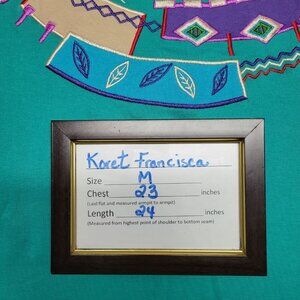 Koret Francisca
Size M
Chest 23 inches
(Laid flat and measured armpit to armpit)
Length 24 inches
(Measured from highest point of shoulder to bottom seam)